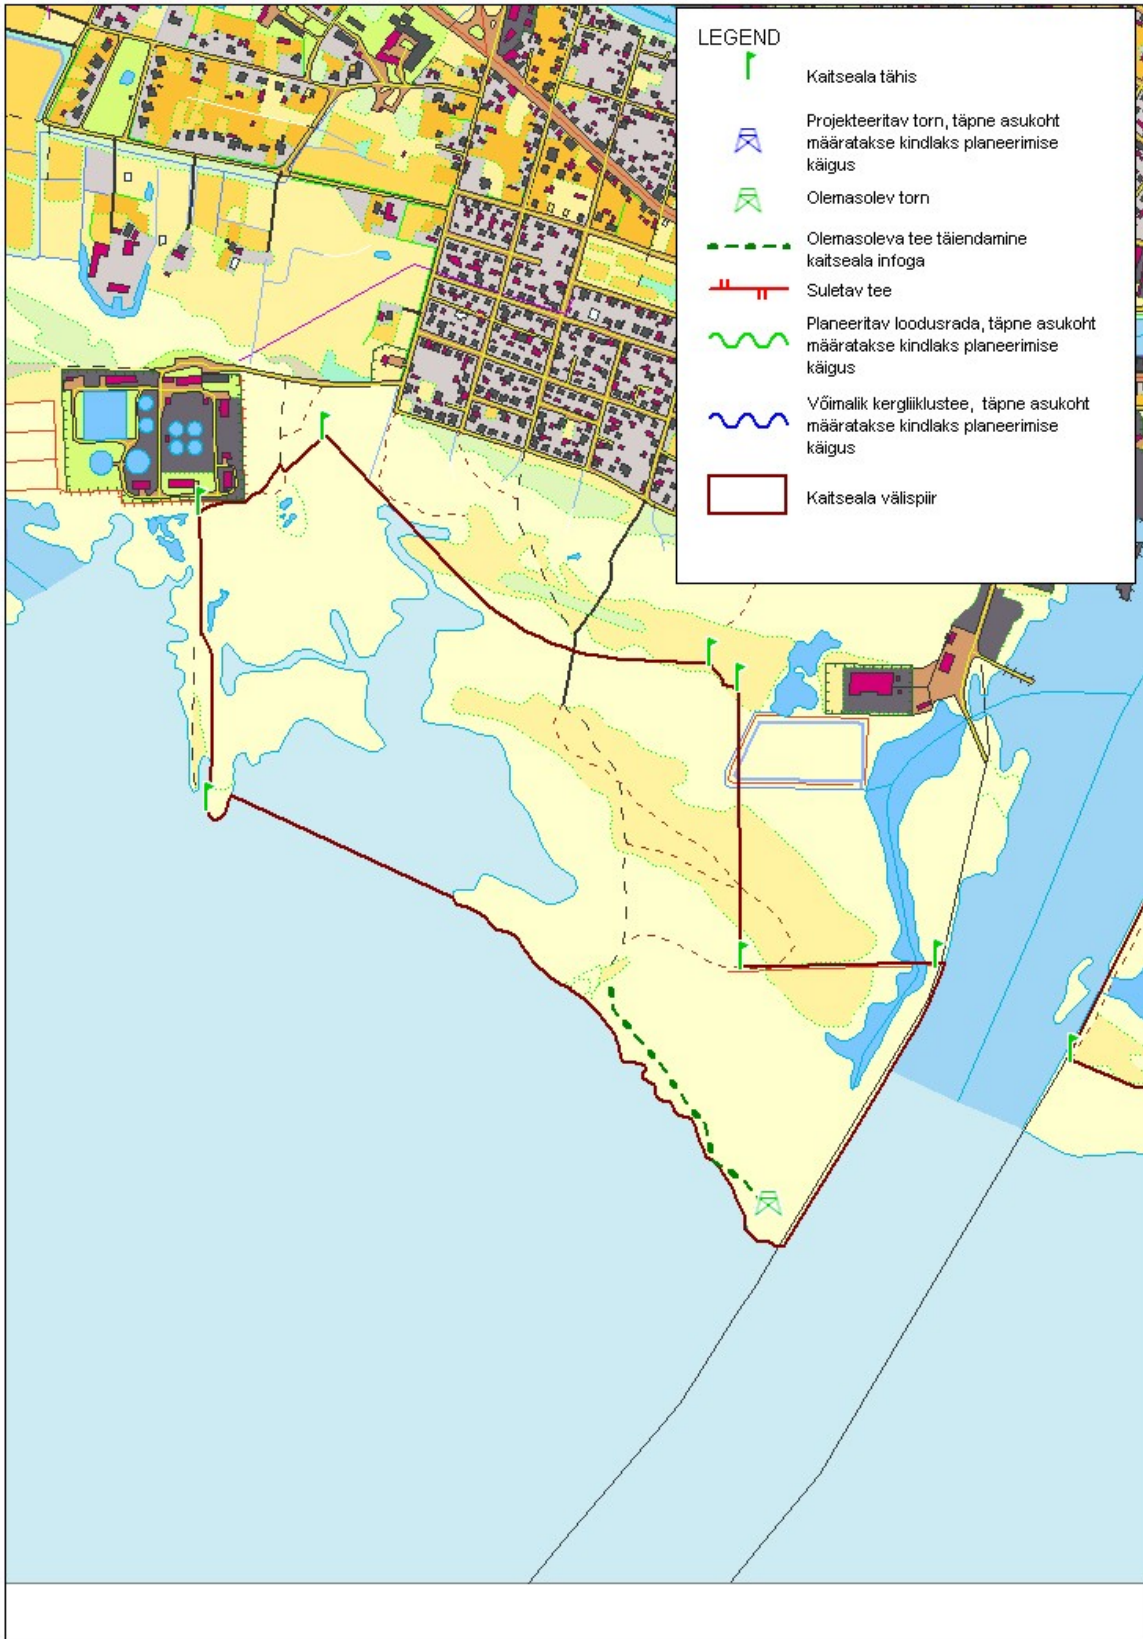 LEGEND
Kaitseala tähis
Projekteeritav torn, täpne asukoht
määratakse kindlaks planeerimise
käigus
Olemasolev torn
Olemasoleva tee täiendamine
kaitseala infoga
Suletav tee
Planeeritav loodusrada, täpne asukoht
määratakse kindlaks planeerimise
käigus
Võimalik kergliiklustee, täpne asukoht
määratakse kindlaks planeerimise
käigus
Kaitseala välispiir